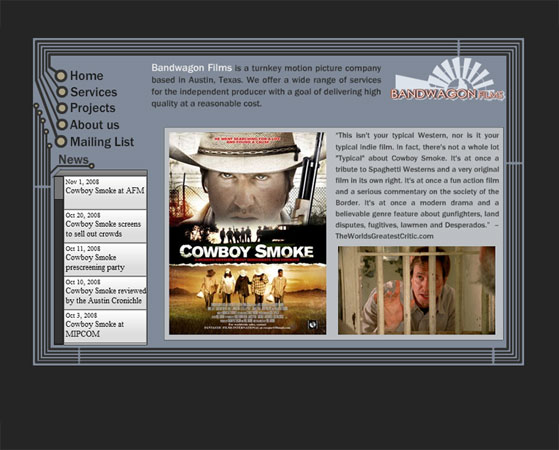 Home
Services
Projects
About us
Mailing List
News
Nov 1, 2008
Cowboy Smoke at AFM
Oct 20, 2008
Cowboy Smoke screens
to sell out crowds
Oct 11, 2008
Cowboy Smoke
prescreening party
Oct 10, 2008
Cowboy Smoke reviewed
by the Austin Cronichle
Oct 3, 2008
Cowboy Smoke at
MIPCOM
Bandwagon Films is a turnkey motion picture company
based in Austin, Texas. We offer a wide range of services
for the independent producer with a goal of delivering high
quality at a reasonable cost.
BANDWAGON FILMS
HE WENT SEARCHING FOR A LIFE
COWBOY SMOKE
"This isn't your typical Western, nor is it your
typical indie film. In fact, there's not a whole lot
"Typical" about Cowboy Smoke. It's at once a
tribute to Spaghetti Westerns and a very original
film in its own right. It's at once a fun action film
and a serious commentary on the society of the
Border. It's at once a modern drama and a
believable genre feature about gunfighters, land
disputes, fugitives, lawmen and Desperados." –
TheWorldsGreatestCritic.com